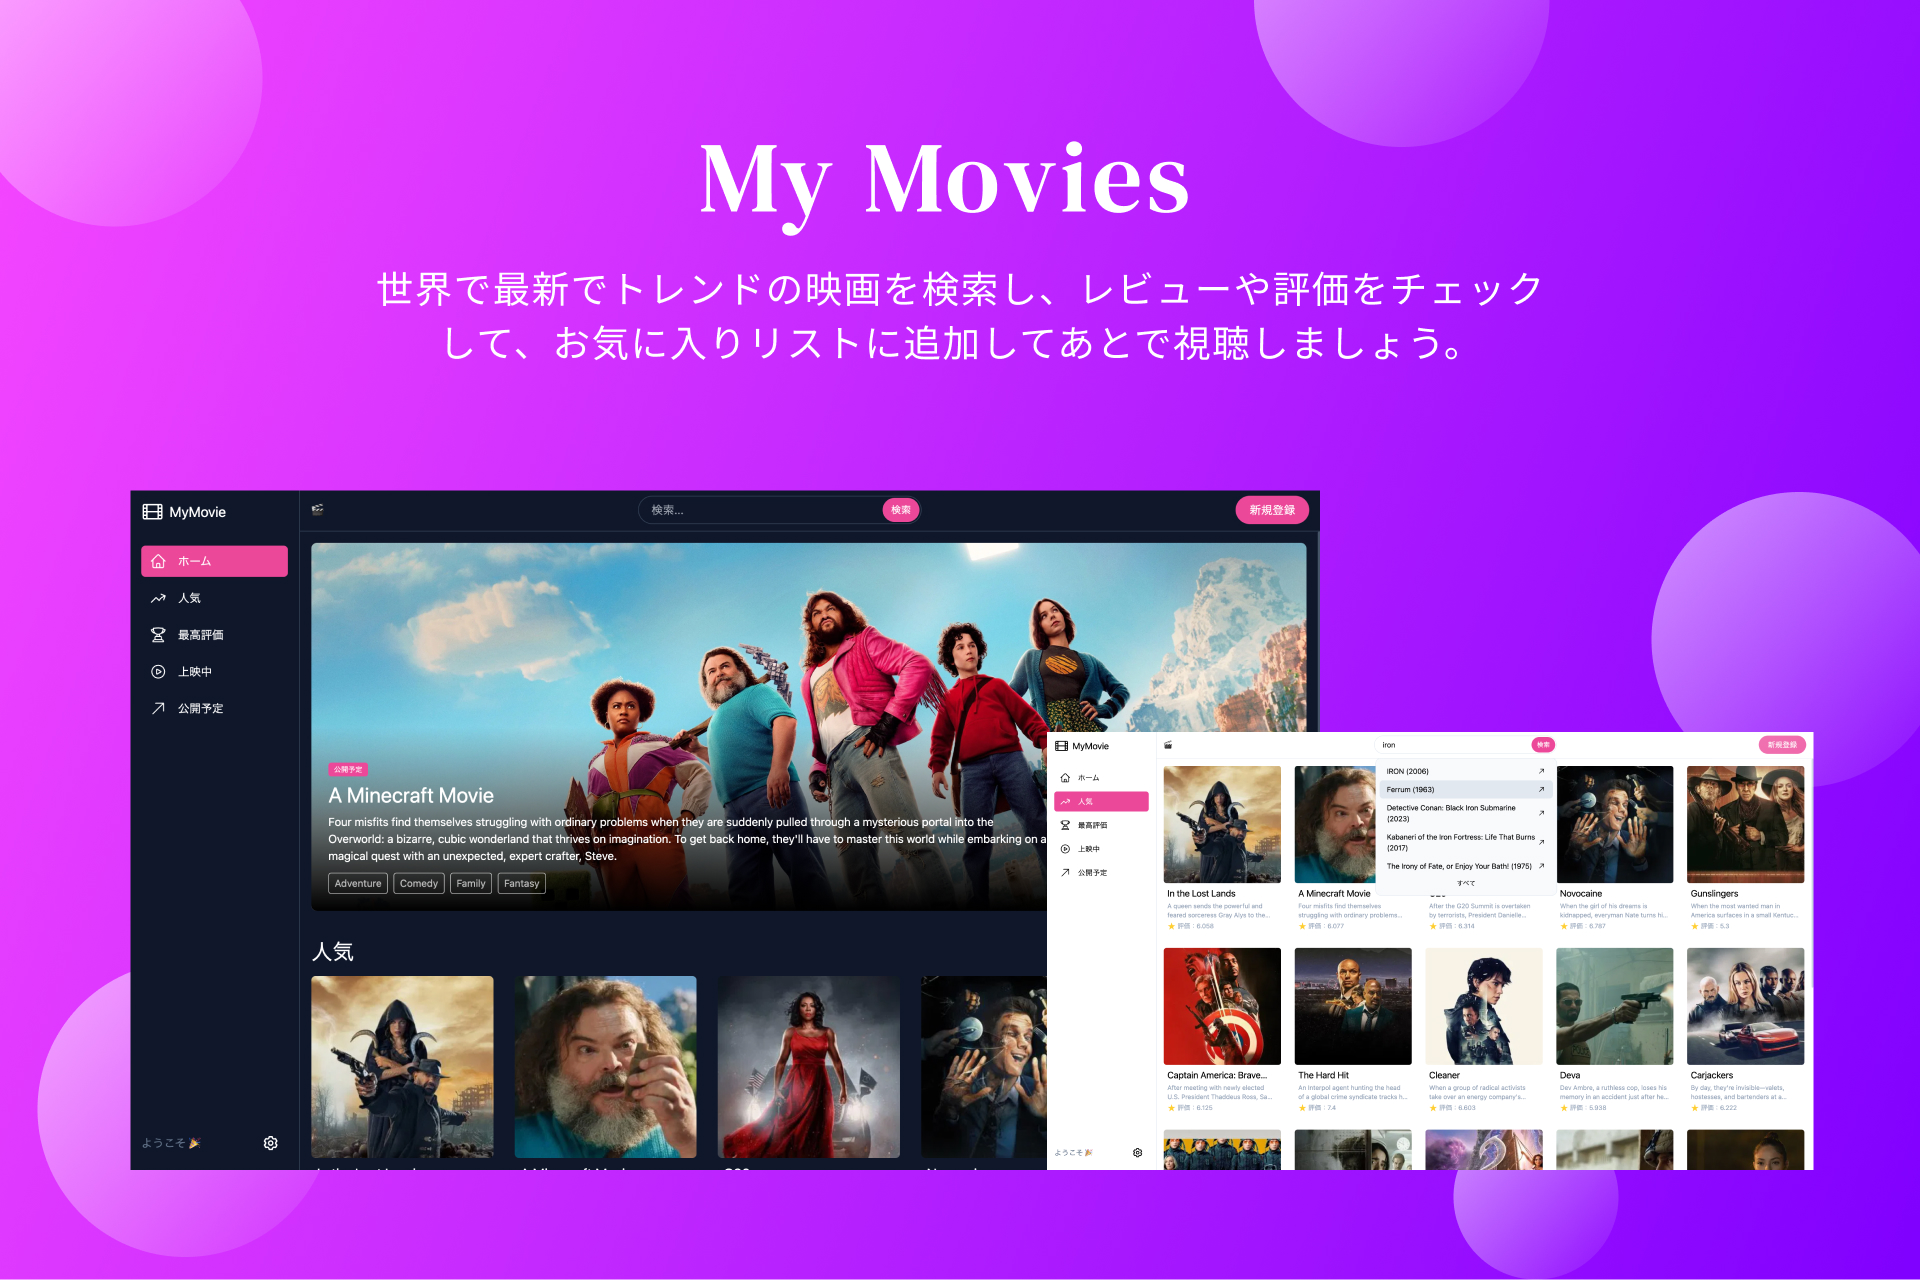 My Movies
世界で最新でトレンドの映画を検索し、レビューや評価をチェック
して、お気に入りリストに追加してあとで視聴しましょう。
MyMovie
検索...
検索
新規登録
ホーム
人気
最高評価
上映中
公開予定
ようこそ
公開予定
A Minecraft Movie
Four misfits find themselves struggling with ordinary problems when they are suddenly pulled through a mysterious portal into the
Overworld: a bizarre, cubic wonderland that thrives on imagination. To get back home, they'll have to master this world while embarking on a
magical quest with an unexpected, expert crafter, Steve.
Adventure
Comedy
Family
Fantasy
人気
MyMovie
iron
検索
新規登録
ホーム
人気
最高評価
上映中
公開予定
ようこそ
IRON (2006)
Ferrum (1963)
Detective Conan: Black Iron Submarine
(2023)
Kabaneri of the Iron Fortress: Life That Burns
(2017)
The Irony of Fate, or Enjoy Your Bath! (1975)
すべて
In the Lost Lands
A queen sends the powerful and
feared sorceress Gray Alys to the...
評価：6.058
A Minecraft Movie
Four misfits find themselves
struggling with ordinary problems...
評価：6.077
After the G20 Summit is overtaken
by terrorists, President Danielle...
評価：6.314
Novocaine
When the girl of his dreams is
kidnapped, everyman Nate turns hi...
評価：6.787
Gunslingers
When the most wanted man in
America surfaces in a small Kentuc...
評価：6.3
Captain America: Brave...
After meeting with newly elected
U.S. President Thaddeus Ross, Sa...
評価：6.125
The Hard Hit
An Interpol agent hunting the head
of a global crime syndicate tracks h...
評価：7.4
Cleaner
When a group of radical activists
take over an energy company's...
評価：6.603
Deva
Dev Ambre, a ruthless cop, loses his
memory in an accident just after he...
評価：5.938
Carjackers
By day, they're invisible—valets,
hostesses, and bartenders at a...
評価：6.222